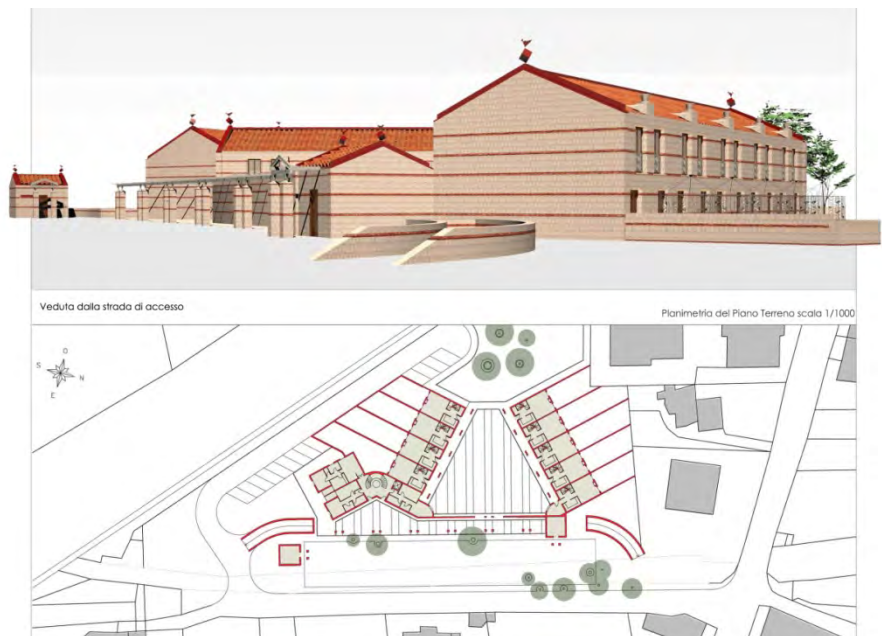 Veduta dalla strada di accesso
Planimetria del Piano Terreno scala 1/1000
O
S
N
E